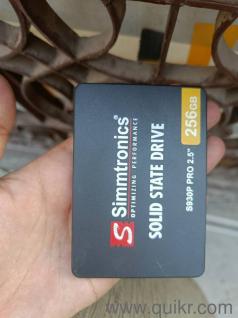 S Simmtronics®
OPTIMIZING PERFORMANCE
SOLID STATE DRIVE
256GB
S930P PRO 2.5"
www.quikr.com